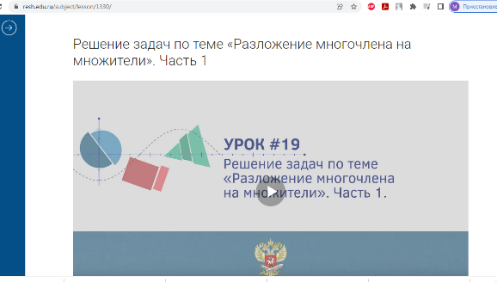 resh.edu.ru/subject/lesson/1330/
M
Приостановлено
Решение задач по теме «Разложение многочлена на
множители». Часть 1
УРОК #19
Решение задач по теме
«Разложение многочлена
на множители». Часть 1.